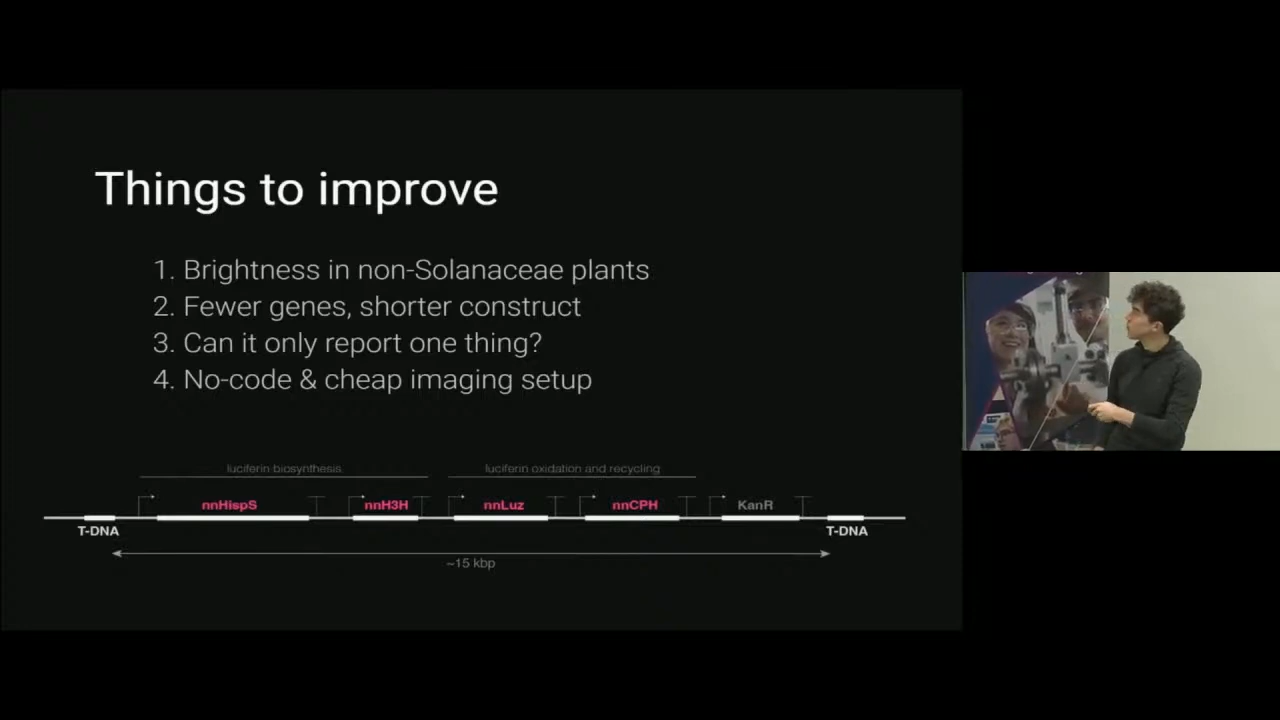 Things to improve
1. Brightness in non-Solanaceae plants
2. Fewer genes, shorter construct
3. Can it only report one thing?
4. No-code & cheap imaging setup
luciferin biosynthesis
luciferin oxidation and recycling
nnHispS
nnH3H
nnLuz
nnCPH
KanR
T-DNA
T-DNA
~15 kbp